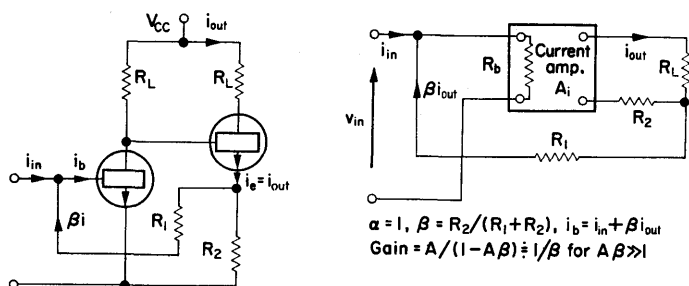 V_CC i_out
R_L R_L
i_in i_b
i_e = i_out
βi R_1 R_2
i_in R_b Current amp. A_i i_out R_L
βi_out
R_2
v_in
R_1
α = 1, β = R_2/(R_1+R_2), i_b = i_in + βi_out
Gain = A/(1−Aβ) ≑ 1/β for Aβ≫1